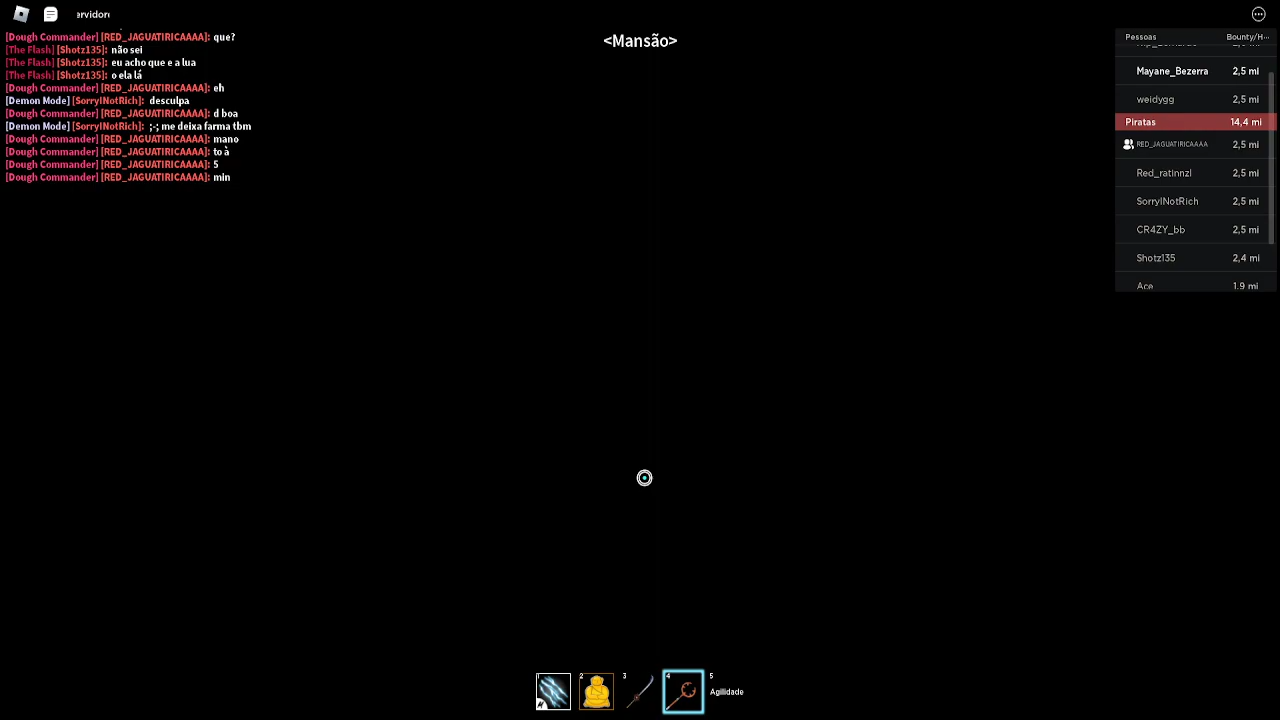 ervidore
[Dough Commander] [RED_JAGUATIRICAAAA]: que?
[The Flash] [Shotz135]: não sei
[The Flash] [Shotz135]: eu acho que e a lua
[The Flash] [Shotz135]: o ela lá
[Dough Commander] [RED_JAGUATIRICAAAA]: eh
[Demon Mode] [SorryINotRich]: desculpa
[Dough Commander] [RED_JAGUATIRICAAAA]: d boa
[Demon Mode] [SorryINotRich]: ;-; me deixa farma tbm
[Dough Commander] [RED_JAGUATIRICAAAA]: mano
[Dough Commander] [RED_JAGUATIRICAAAA]: to à
[Dough Commander] [RED_JAGUATIRICAAAA]: 5
[Dough Commander] [RED_JAGUATIRICAAAA]: min
<Mansão>
Pessoas Bounty/H...
Mayane_Bezerra 2,5 mi
weidygg 2,5 mi
Piratas 14,4 mi
RED_JAGUATIRICAAAA 2,5 mi
Red_ratinnzl 2,5 mi
SorryINotRich 2,5 mi
CR4ZY_bb 2,5 mi
Shotz135 2,4 mi
Ace 1,9 mi
1 2 3 4 5
Agilidade